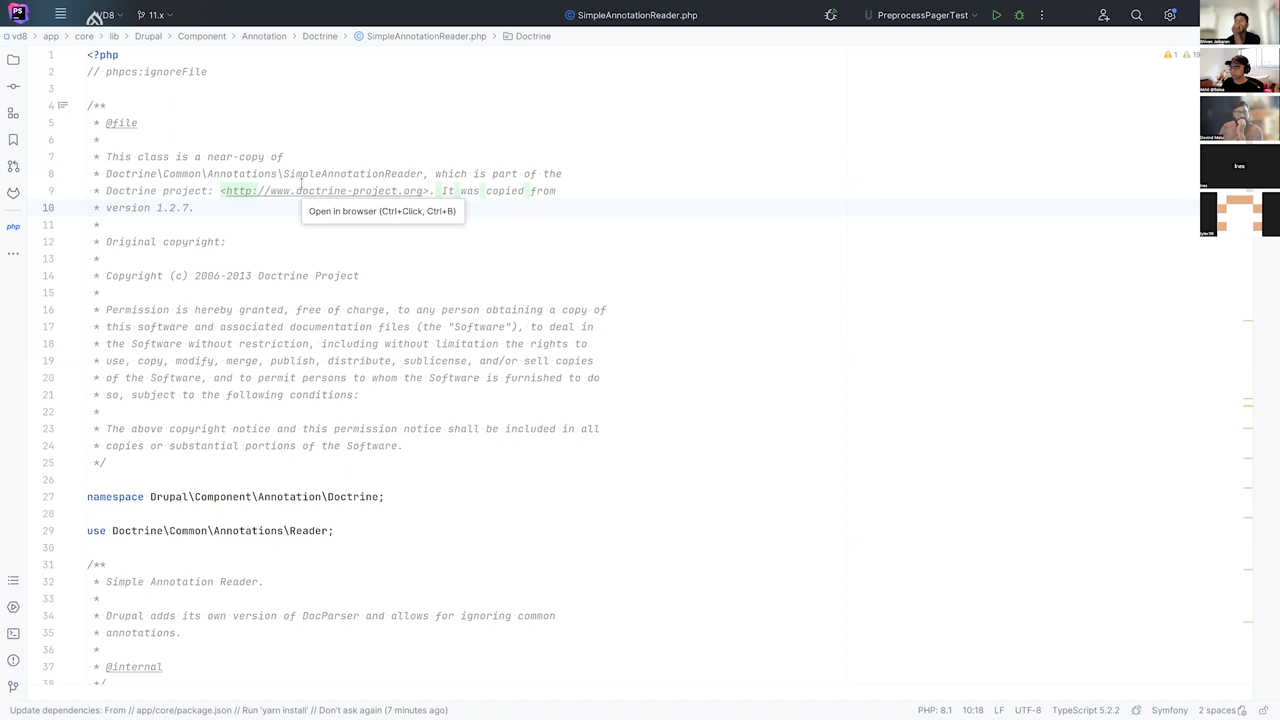 PS
VD8
11.x
SimpleAnnotationReader.php
PreprocessPagerTest
vd8 > app > core > lib > Drupal > Component > Annotation > Doctrine > SimpleAnnotationReader.php > Doctrine
1 <?php
2 // phpcs:ignoreFile
3
4 /**
5 * @file
6 *
7 * This class is a near-copy of
8 * Doctrine\Common\Annotations\SimpleAnnotationReader, which is part of the
9 * Doctrine project: <http://www.doctrine-project.org>. It was copied from
10 * version 1.2.7.
Open in browser (Ctrl+Click, Ctrl+B)
11 *
12 * Original copyright:
13 *
14 * Copyright (c) 2006-2013 Doctrine Project
15 *
16 * Permission is hereby granted, free of charge, to any person obtaining a copy of
17 * this software and associated documentation files (the "Software"), to deal in
18 * the Software without restriction, including without limitation the rights to
19 * use, copy, modify, merge, publish, distribute, sublicense, and/or sell copies
20 * of the Software, and to permit persons to whom the Software is furnished to do
21 * so, subject to the following conditions:
22 *
23 * The above copyright notice and this permission notice shall be included in all
24 * copies or substantial portions of the Software.
25 */
26
27 namespace Drupal\Component\Annotation\Doctrine;
28
29 use Doctrine\Common\Annotations\Reader;
30
31 /**
32 * Simple Annotation Reader.
33 *
34 * Drupal adds its own version of DocParser and allows for ignoring common
35 * annotations.
36 *
37 * @internal
38 */
1 19
php
Ines
Ines
Update dependencies: From // app/core/package.json // Run 'yarn install' // Don't ask again (7 minutes ago)
PHP: 8.1 10:18 LF UTF-8 TypeScript 5.2.2 Symfony 2 spaces